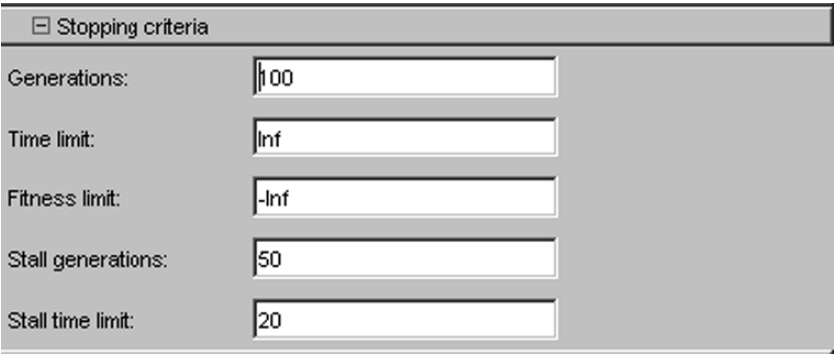 Stopping criteria
Generations: 100
Time limit: Inf
Fitness limit: -Inf
Stall generations: 50
Stall time limit: 20